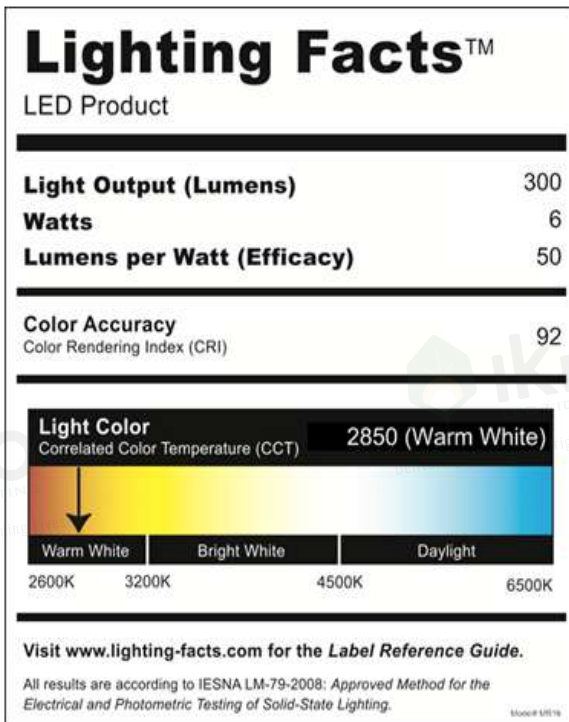 Lighting Facts™
LED Product
Light Output (Lumens) 300
Watts 6
Lumens per Watt (Efficacy) 50
Color Accuracy
Color Rendering Index (CRI) 92
Light Color
Correlated Color Temperature (CCT) 2850 (Warm White)
Warm White Bright White Daylight
2600K 3200K 4500K 6500K
Visit www.lighting-facts.com for the Label Reference Guide.
All results are according to IESNA LM-79-2008: Approved Method for the
Electrical and Photometric Testing of Solid-State Lighting.
Model# MR16